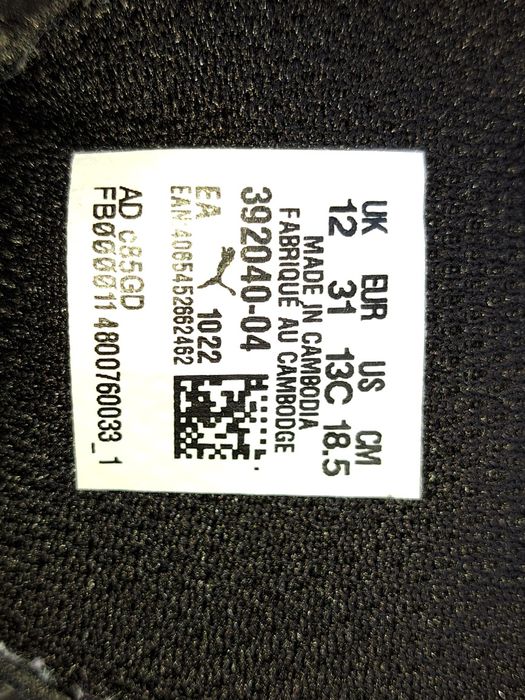 UK EUR US CM
12 31 13C 18.5
MADE IN CAMBODIA
FABRIQUÉ AU CAMBODGE
392040-04
EA 1022
EAN 4065452662462
AD c85GD
FB0000114800760033_1